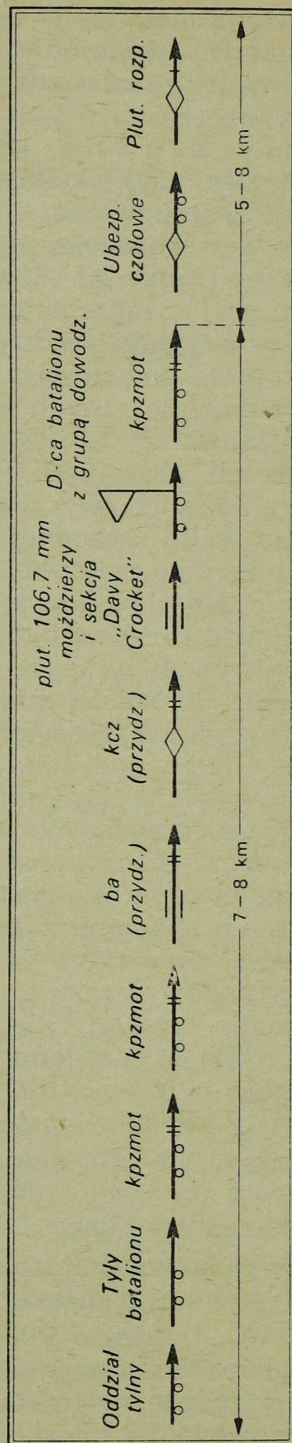 Oddział
tylny
Tyły
batalionu
kpzmot
kpzmot
ba
(przydz.)
kcz
(przydz.)
plut. 106,7 mm
moździerzy
i sekcja
„Davy
Crocket"
D-ca batalionu
z grupą dowodz.
kpzmot
Ubezp.
czołowe
Plut. rozp.
7–8 km
5–8 km